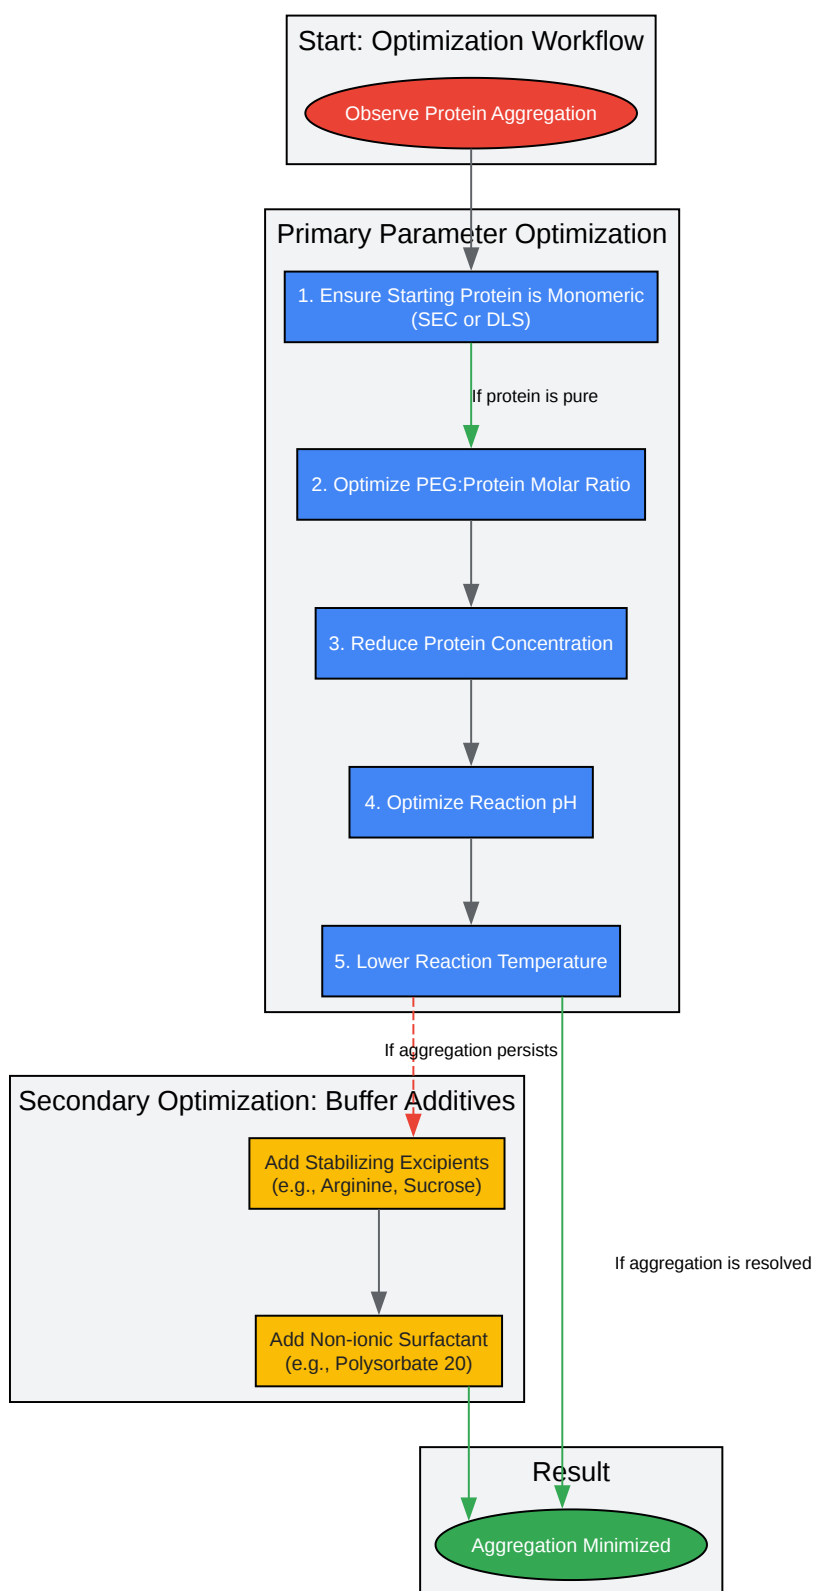 Start: Optimization Workflow
Observe Protein Aggregation
Primary Parameter Optimization
1. Ensure Starting Protein is Monomeric
(SEC or DLS)
If protein is pure
2. Optimize PEG:Protein Molar Ratio
3. Reduce Protein Concentration
4. Optimize Reaction pH
5. Lower Reaction Temperature
If aggregation persists
Secondary Optimization: Buffer Additives
Add Stabilizing Excipients
(e.g., Arginine, Sucrose)
If aggregation is resolved
Add Non-ionic Surfactant
(e.g., Polysorbate 20)
Result
Aggregation Minimized